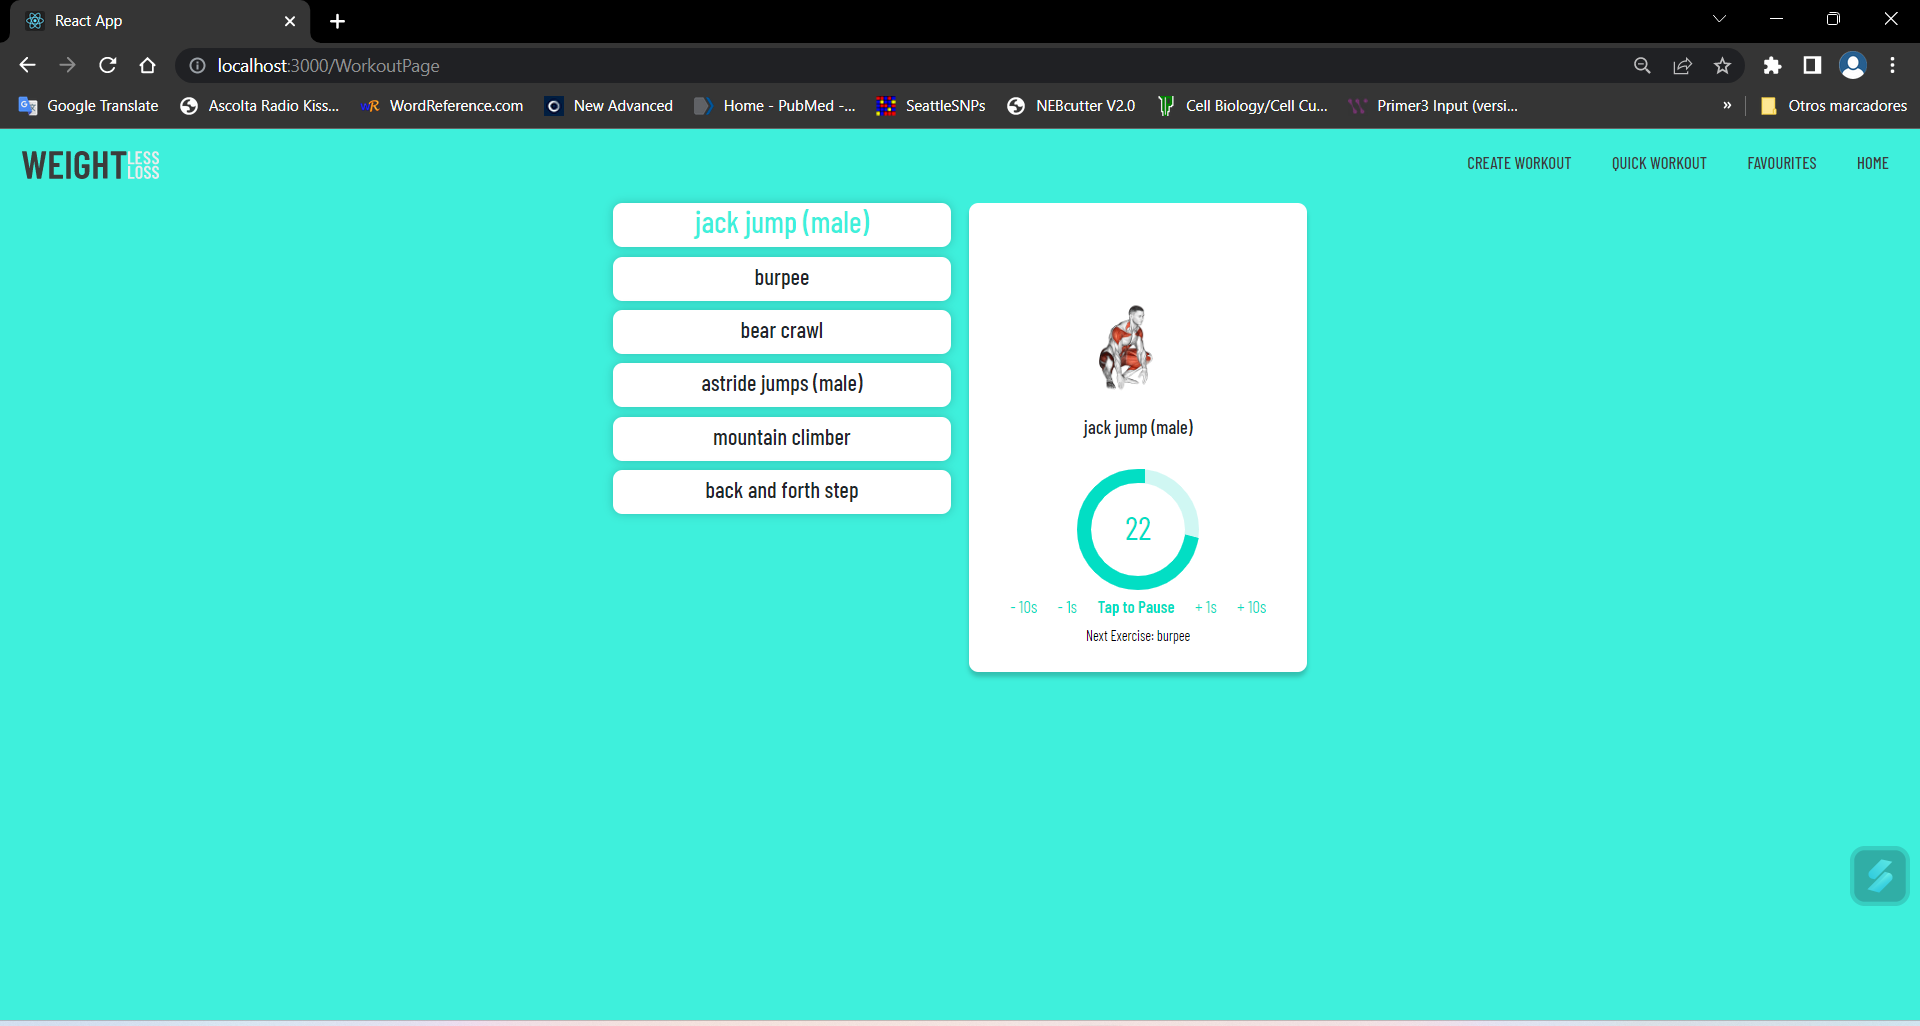 React App
localhost:3000/WorkoutPage
Google Translate
Ascolta Radio Kiss...
WordReference.com
New Advanced
Home - PubMed -...
SeattleSNPs
NEBcutter V2.0
Cell Biology/Cell Cu...
Primer3 Input (versi...
»
Otros marcadores
WEIGHT LESS
LOSS
CREATE WORKOUT
QUICK WORKOUT
FAVOURITES
HOME
jack jump (male)
burpee
bear crawl
astride jumps (male)
mountain climber
back and forth step
jack jump (male)
22
- 10s - 1s Tap to Pause + 1s + 10s
Next Exercise: burpee